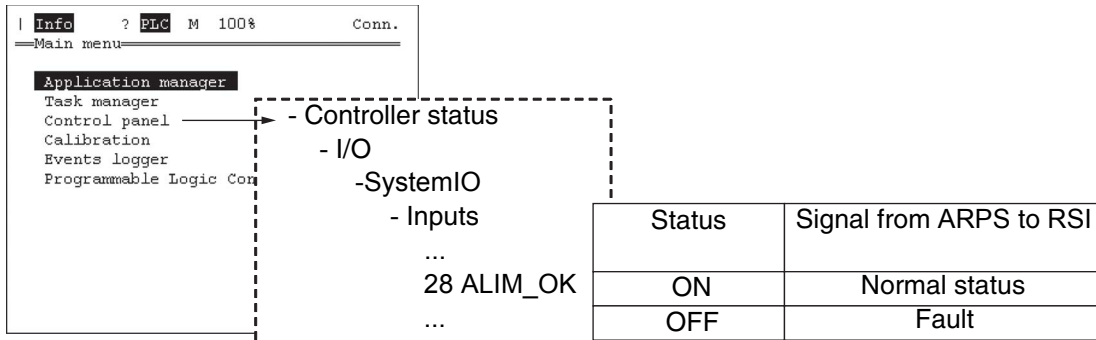 | Info ? PLC M 100% Conn.
Main menu
Application manager
Task manager
Control panel
Calibration
Events logger
Programmable Logic Con
- Controller status
- I/O
-SystemIO
- Inputs
...
28 ALIM_OK
...
Status Signal from ARPS to RSI
ON Normal status
OFF Fault